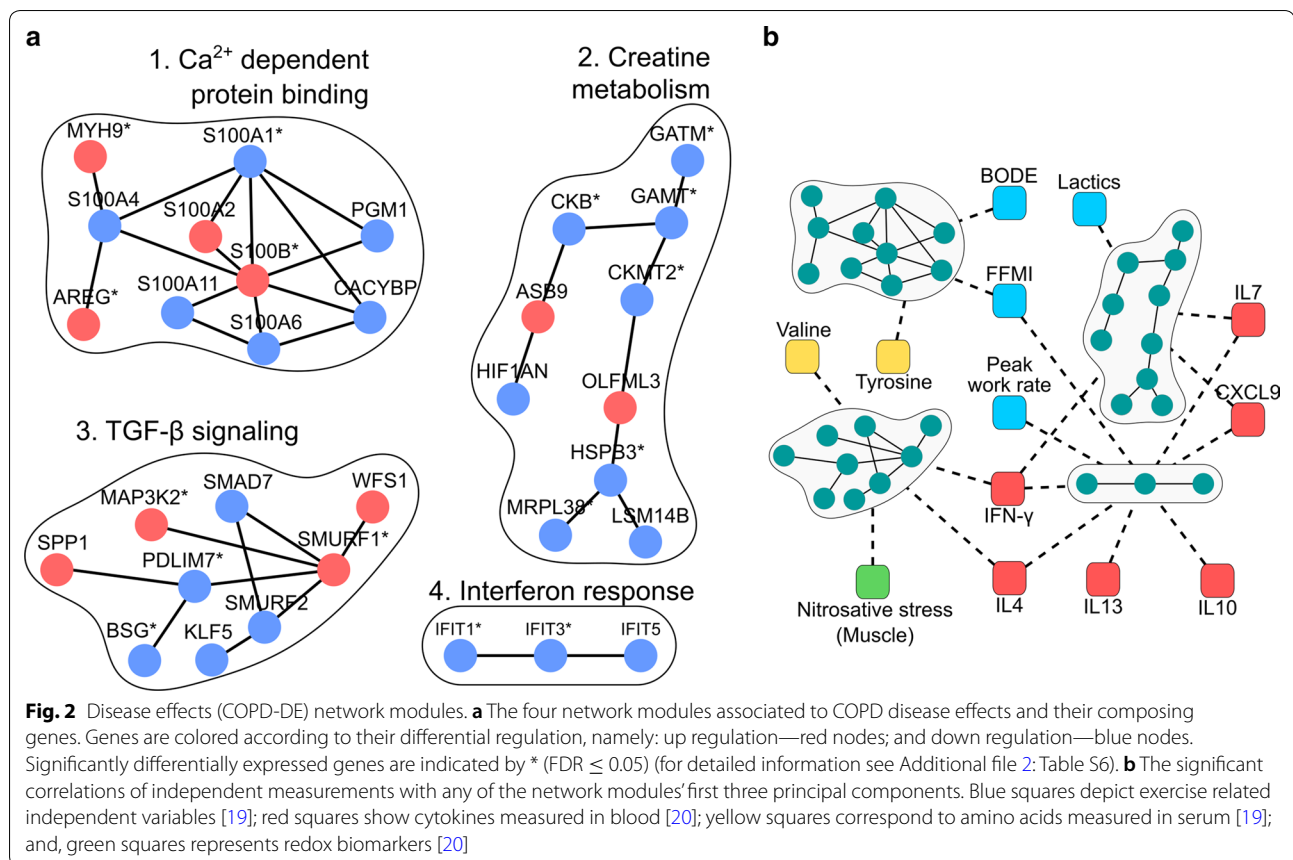 a
1. Ca²⁺ dependent
protein binding
MYH9*
S100A1*
S100A4
S100A2
PGM1
S100B*
S100A11
CACYBP
AREG*
S100A6
2. Creatine
metabolism
GATM*
CKB*
GAMT*
CKMT2*
ASB9
HIF1AN
OLFML3
HSPB3*
MRPL38*
LSM14B
3. TGF-β signaling
MAP3K2*
SMAD7
WFS1
SPP1
PDLIM7*
SMURF1*
SMURF2
BSG*
KLF5
4. Interferon response
IFIT1*
IFIT3*
IFIT5
b
BODE
Lactics
FFMI
IL7
Valine
Tyrosine
Peak
work rate
CXCL9
IFN-γ
Nitrosative stress
(Muscle)
IL4
IL13
IL10
Fig. 2 Disease effects (COPD-DE) network modules. a The four network modules associated to COPD disease effects and their composing
genes. Genes are colored according to their differential regulation, namely: up regulation—red nodes; and down regulation—blue nodes.
Significantly differentially expressed genes are indicated by * (FDR ≤ 0.05) (for detailed information see Additional file 2: Table S6). b The significant
correlations of independent measurements with any of the network modules' first three principal components. Blue squares depict exercise related
independent variables [19]; red squares show cytokines measured in blood [20]; yellow squares correspond to amino acids measured in serum [19];
and, green squares represents redox biomarkers [20]